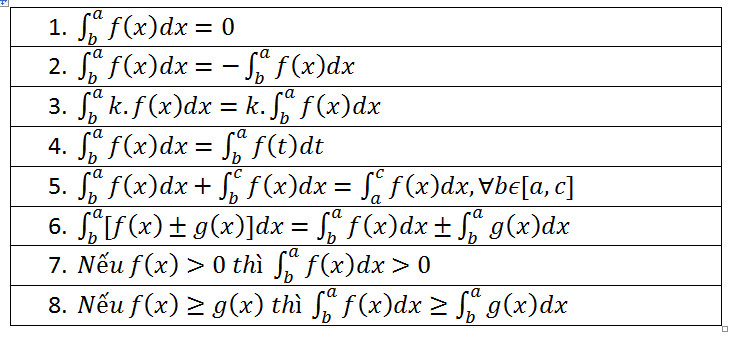 1. ∫_b^a f(x)dx = 0
2. ∫_b^a f(x)dx = −∫_b^a f(x)dx
3. ∫_b^a k.f(x)dx = k.∫_b^a f(x)dx
4. ∫_b^a f(x)dx = ∫_b^a f(t)dt
5. ∫_b^a f(x)dx + ∫_b^c f(x)dx = ∫_a^c f(x)dx, ∀bϵ[a, c]
6. ∫_b^a [f(x) ± g(x)]dx = ∫_b^a f(x)dx ± ∫_b^a g(x)dx
7. Nếu f(x) > 0 thì ∫_b^a f(x)dx > 0
8. Nếu f(x) ≥ g(x) thì ∫_b^a f(x)dx ≥ ∫_b^a g(x)dx